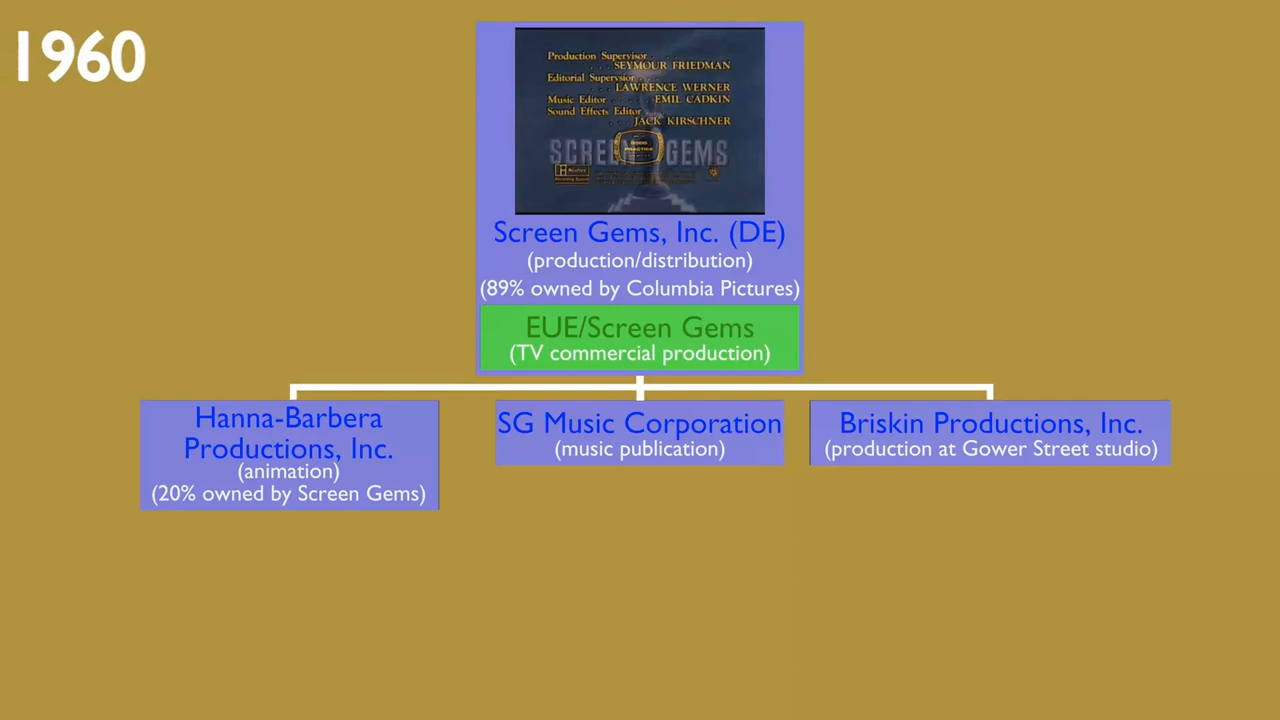 1960
Production Supervisor . . .
. . . SEYMOUR FRIEDMAN
Editorial Supervsior . .
. . . LAWRENCE WERNER
Music Editor . . . . EMIL CADKIN
Sound Effects Editor .
. . . JACK KIRSCHNER
SCREEN GEMS
GOOD
PRACTICE
Screen Gems, Inc. (DE)
(production/distribution)
(89% owned by Columbia Pictures)
EUE/Screen Gems
(TV commercial production)
Hanna-Barbera
Productions, Inc.
(animation)
(20% owned by Screen Gems)
SG Music Corporation
(music publication)
Briskin Productions, Inc.
(production at Gower Street studio)